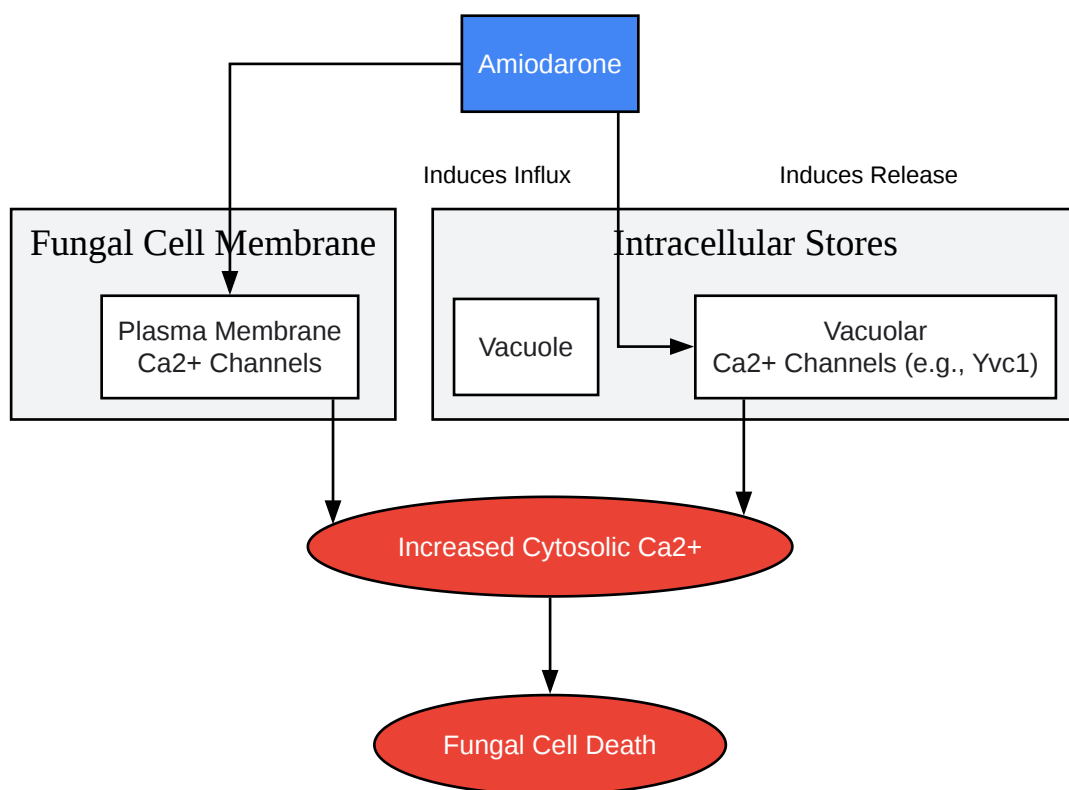 Amiodarone
Induces Influx
Induces Release
Fungal Cell Membrane
Intracellular Stores
Plasma Membrane
Ca2+ Channels
Vacuole
Vacuolar
Ca2+ Channels (e.g., Yvc1)
Increased Cytosolic Ca2+
Fungal Cell Death